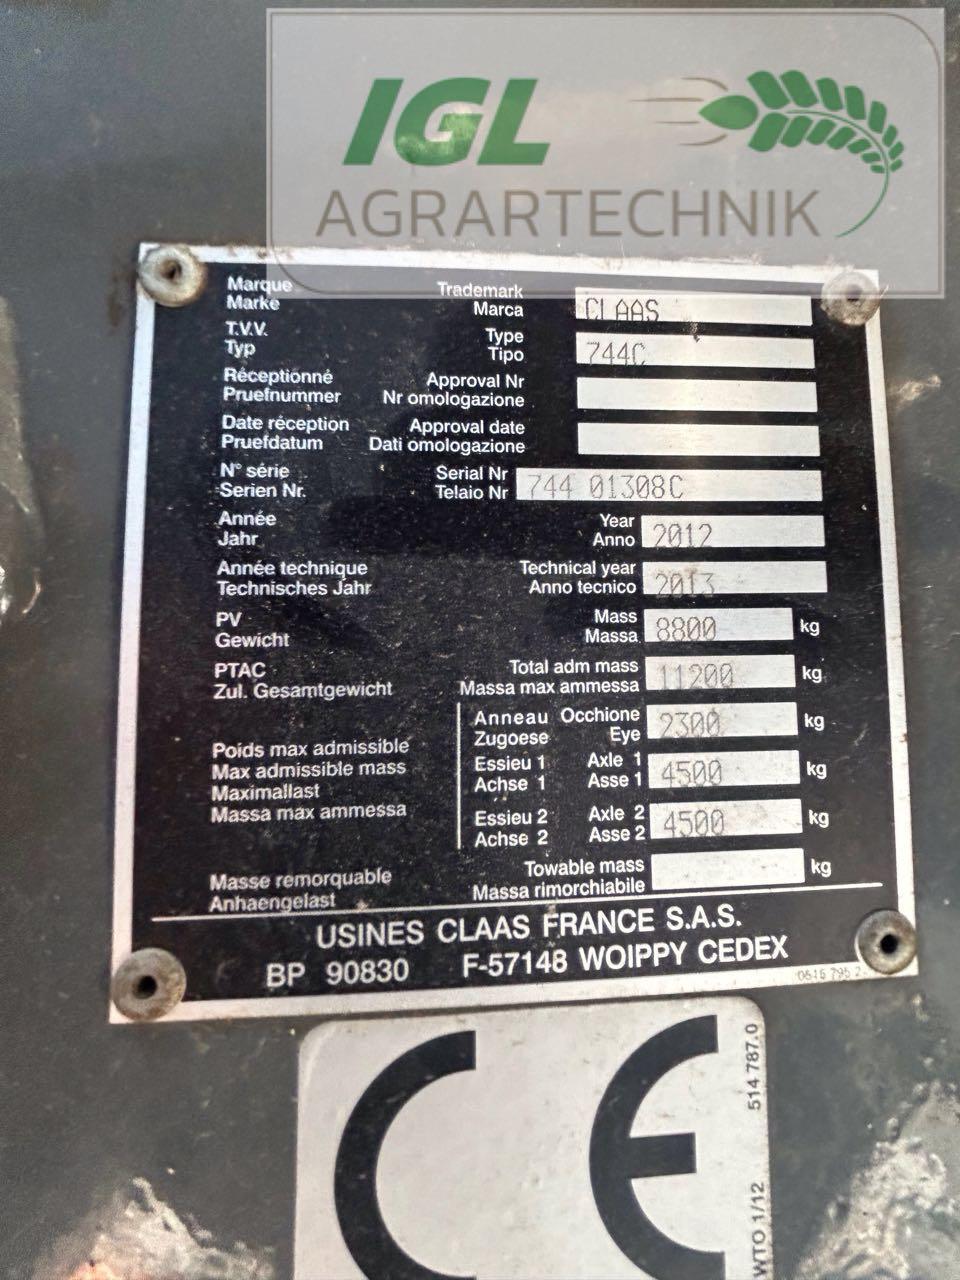 IGL
AGRARTECHNIK
Marque Trademark
Marke Marca CLAAS
T.V.V. Type
Typ Tipo 744C
Réceptionné Approval Nr
Pruefnummer Nr omologazione
Date réception Approval date
Pruefdatum Dati omologazione
N° série Serial Nr
Serien Nr. Telaio Nr 744 01308C
Année Year
Jahr Anno 2012
Année technique Technical year
Technisches Jahr Anno tecnico 2013
PV Mass
Gewicht Massa 8800 kg
PTAC Total adm mass
Zul. Gesamtgewicht Massa max ammessa 11200 kg
Anneau Occhione
Zugoese Eye 2300 kg
Poids max admissible
Max admissible mass
Maximallast
Massa max ammessa
Essieu 1 Axle 1
Achse 1 Asse 1 4500 kg
Essieu 2 Axle 2
Achse 2 Asse 2 4500 kg
Masse remorquable Towable mass
Anhaengelast Massa rimorchiabile kg
USINES CLAAS FRANCE S.A.S.
BP 90830 F-57148 WOIPPY CEDEX
CE
WTO 1/12 514 787.0